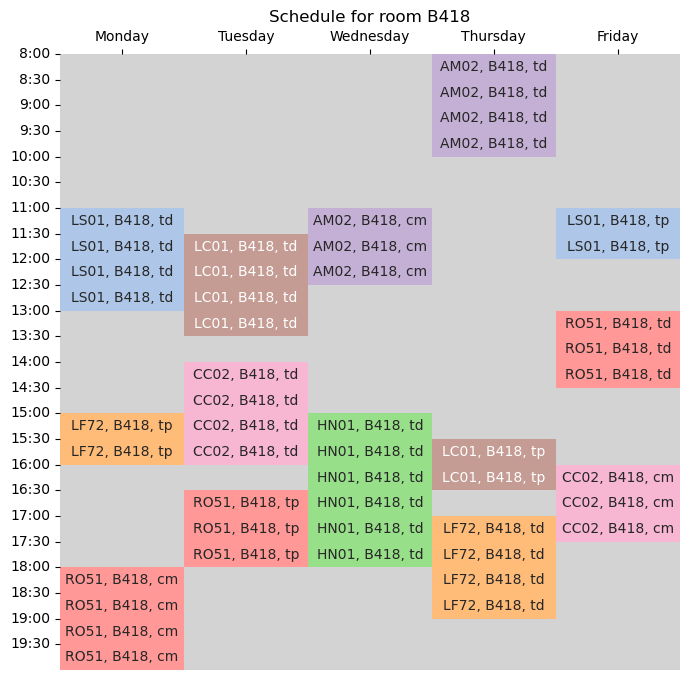 Schedule for room B418
Monday Tuesday Wednesday Thursday Friday
8:00 AM02, B418, td
8:30 AM02, B418, td
9:00 AM02, B418, td
9:30 AM02, B418, td
10:00
10:30
11:00 LS01, B418, td AM02, B418, cm LS01, B418, tp
11:30 LS01, B418, td LC01, B418, td AM02, B418, cm LS01, B418, tp
12:00 LS01, B418, td LC01, B418, td AM02, B418, cm
12:30 LS01, B418, td LC01, B418, td
13:00 LC01, B418, td RO51, B418, td
13:30 RO51, B418, td
14:00 CC02, B418, td RO51, B418, td
14:30 CC02, B418, td
15:00 LF72, B418, tp CC02, B418, td HN01, B418, td
15:30 LF72, B418, tp CC02, B418, td HN01, B418, td LC01, B418, tp
16:00 HN01, B418, td LC01, B418, tp CC02, B418, cm
16:30 RO51, B418, tp HN01, B418, td CC02, B418, cm
17:00 RO51, B418, tp HN01, B418, td LF72, B418, td CC02, B418, cm
17:30 RO51, B418, tp HN01, B418, td LF72, B418, td
18:00 RO51, B418, cm LF72, B418, td
18:30 RO51, B418, cm LF72, B418, td
19:00 RO51, B418, cm
19:30 RO51, B418, cm